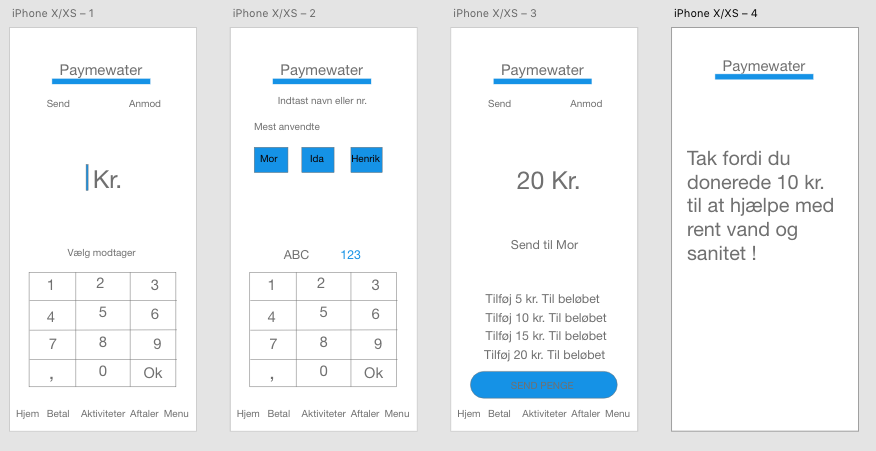 iPhone X/XS – 1
Paymewater
Send Anmod
Kr.
Vælg modtager
1 2 3
4 5 6
7 8 9
, 0 Ok
Hjem Betal Aktiviteter Aftaler Menu
iPhone X/XS – 2
Paymewater
Indtast navn eller nr.
Mest anvendte
Mor Ida Henrik
ABC 123
1 2 3
4 5 6
7 8 9
, 0 Ok
Hjem Betal Aktiviteter Aftaler Menu
iPhone X/XS – 3
Paymewater
Send Anmod
20 Kr.
Send til Mor
Tilføj 5 kr. Til beløbet
Tilføj 10 kr. Til beløbet
Tilføj 15 kr. Til beløbet
Tilføj 20 kr. Til beløbet
Hjem Betal Aktiviteter Aftaler Menu
iPhone X/XS – 4
Paymewater
Tak fordi du
donerede 10 kr.
til at hjælpe med
rent vand og
sanitet !